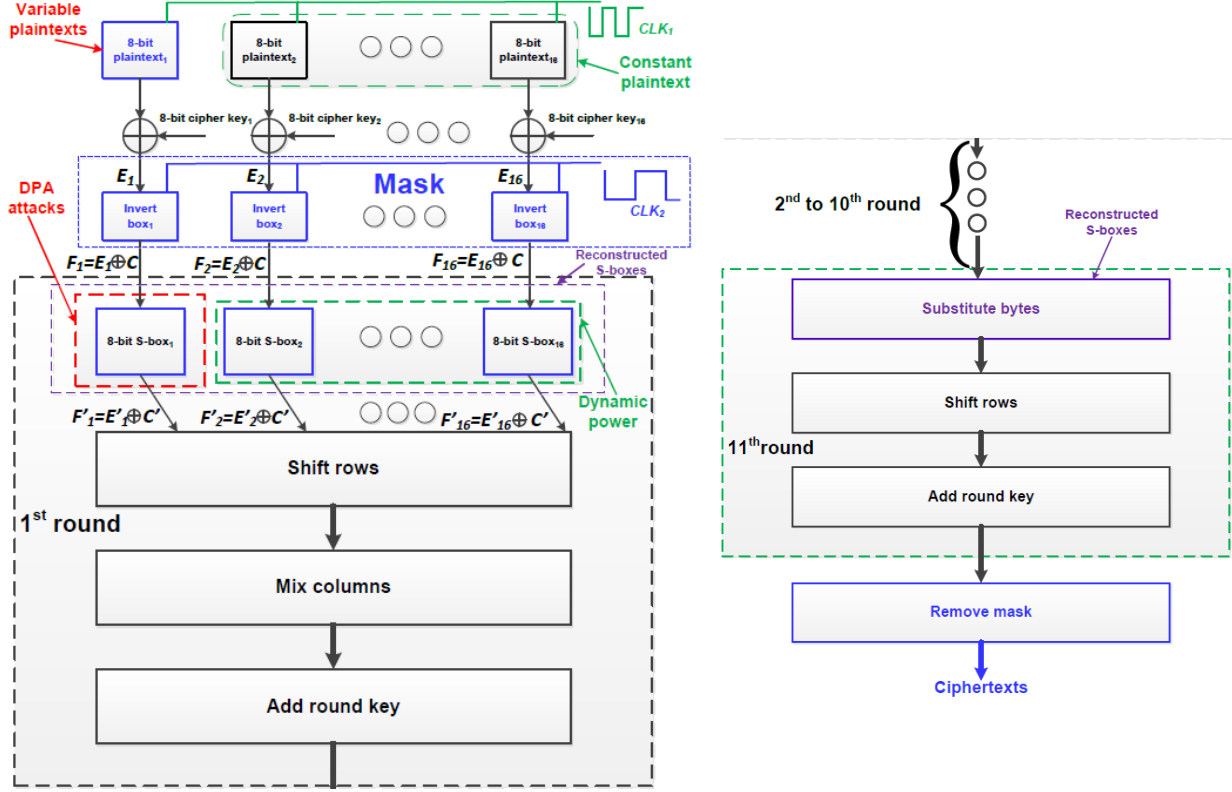 Variable
plaintexts
8-bit
plaintext₁
8-bit
plaintext₂
8-bit
plaintext₁₆
CLK₁
Constant
plaintext
8-bit cipher key₁
8-bit cipher key₂
8-bit cipher key₁₆
E₁
E₂
Mask
E₁₆
DPA
attacks
Invert
box₁
Invert
box₂
Invert
box₁₆
CLK₂
F₁=E₁⊕C
F₂=E₂⊕C
F₁₆=E₁₆⊕ C
Reconstructed
S-boxes
8-bit S-box₁
8-bit S-box₂
8-bit S-box₁₆
F'₁=E'₁⊕C'
F'₂=E'₂⊕C'
F'₁₆=E'₁₆⊕C'
Dynamic
power
Shift rows
1ˢᵗ round
Mix columns
Add round key
2ⁿᵈ to 10ᵗʰ round
Reconstructed
S-boxes
Substitute bytes
Shift rows
11ᵗʰround
Add round key
Remove mask
Ciphertexts